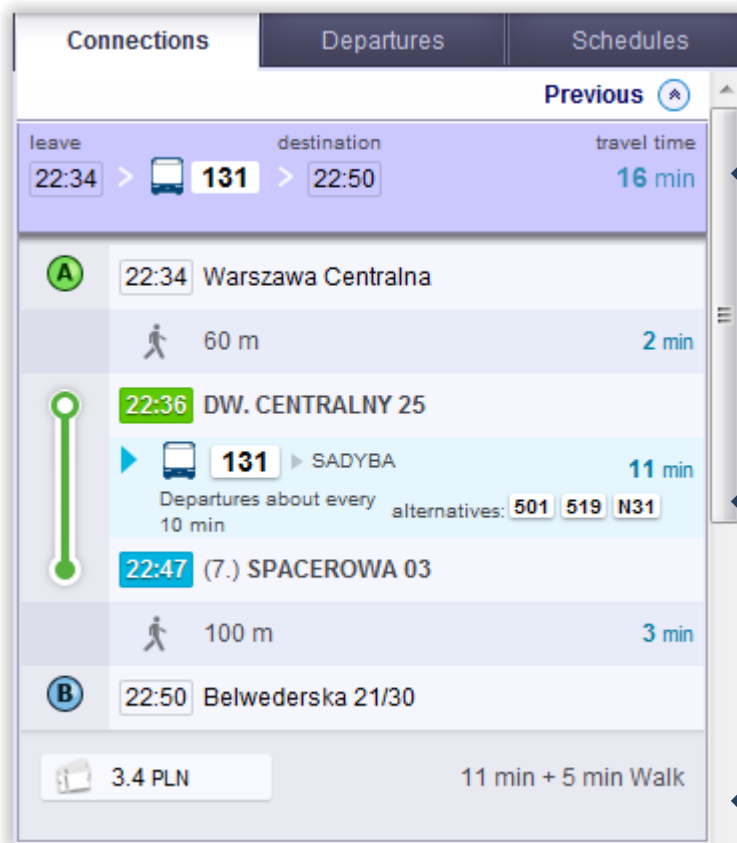 Connections Departures Schedules
Previous
leave destination travel time
22:34 131 22:50 16 min
A 22:34 Warszawa Centralna
60 m 2 min
22:36 DW. CENTRALNY 25
131 SADYBA 11 min
Departures about every
10 min alternatives: 501 519 N31
22:47 (7.) SPACEROWA 03
100 m 3 min
B 22:50 Belwederska 21/30
3.4 PLN 11 min + 5 min Walk